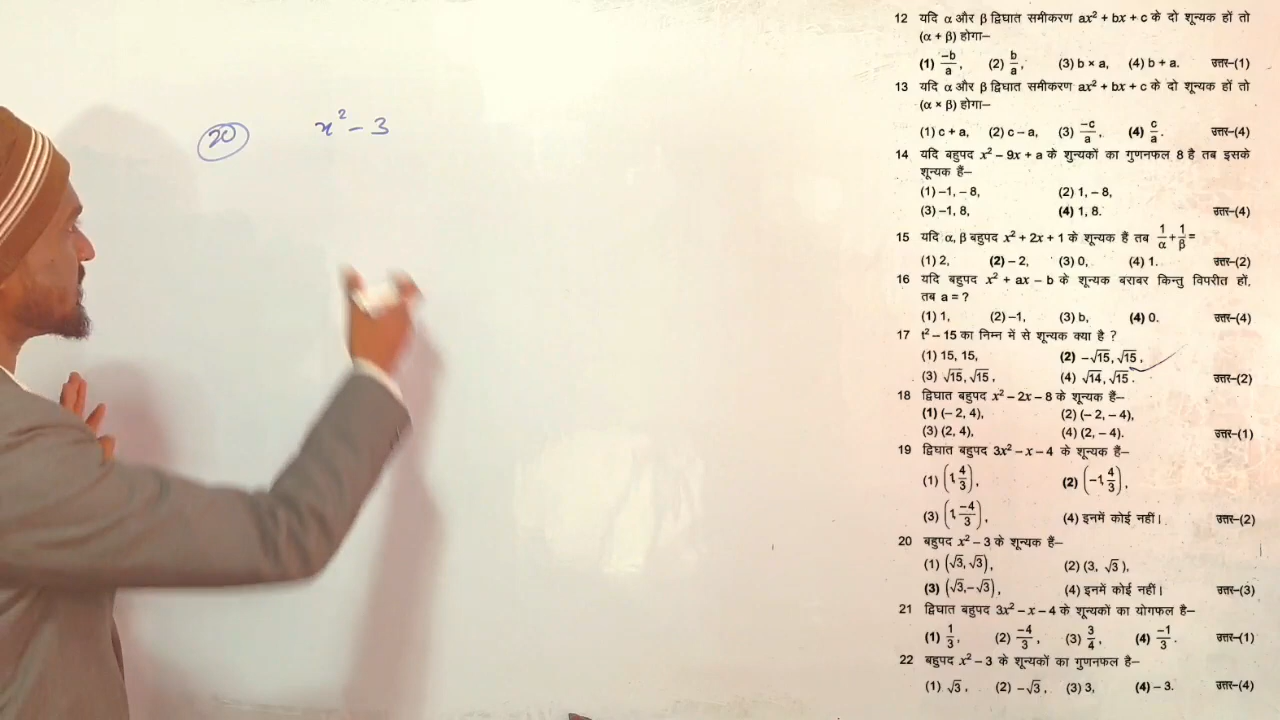 20 x² – 3
12 यदि α और β द्विघात समीकरण ax² + bx + c के दो शून्यक हों तो
(α + β) होगा–
(1) –b/a, (2) b/a, (3) b × a, (4) b + a. उत्तर–(1)
13 यदि α और β द्विघात समीकरण ax² + bx + c के दो शून्यक हों तो
(α × β) होगा–
(1) c + a, (2) c – a, (3) –c/a, (4) c/a. उत्तर–(4)
14 यदि बहुपद x² – 9x + a के शुन्यकों का गुणनफल 8 है तब इसके
शून्यक हैं–
(1) –1, – 8, (2) 1, – 8,
(3) –1, 8, (4) 1, 8. उत्तर–(4)
15 यदि α, β बहुपद x² + 2x + 1 के शून्यक हैं तब 1/α + 1/β =
(1) 2, (2) – 2, (3) 0, (4) 1. उत्तर–(2)
16 यदि बहुपद x² + ax – b के शून्यक बराबर किन्तु विपरीत हों,
तब a = ?
(1) 1, (2) –1, (3) b, (4) 0. उत्तर–(4)
17 t² – 15 का निम्न में से शून्यक क्या है ?
(1) 15, 15, (2) –√15, √15,
(3) √15, √15, (4) √14, √15. उत्तर–(2)
18 द्विघात बहुपद x² – 2x – 8 के शून्यक हैं–
(1) (– 2, 4), (2) (– 2, – 4),
(3) (2, 4), (4) (2, – 4). उत्तर–(1)
19 द्विघात बहुपद 3x² – x – 4 के शून्यक हैं–
(1) (1, 4/3), (2) (–1, 4/3),
(3) (1, –4/3), (4) इनमें कोई नहीं। उत्तर–(2)
20 बहुपद x² – 3 के शून्यक हैं–
(1) (√3, √3), (2) (3, √3),
(3) (√3, –√3), (4) इनमें कोई नहीं। उत्तर–(3)
21 द्विघात बहुपद 3x² – x – 4 के शून्यकों का योगफल है–
(1) 1/3, (2) –4/3, (3) 3/4, (4) –1/3. उत्तर–(1)
22 बहुपद x² – 3 के शून्यकों का गुणनफल है–
(1) √3, (2) –√3, (3) 3, (4) – 3. उत्तर–(4)